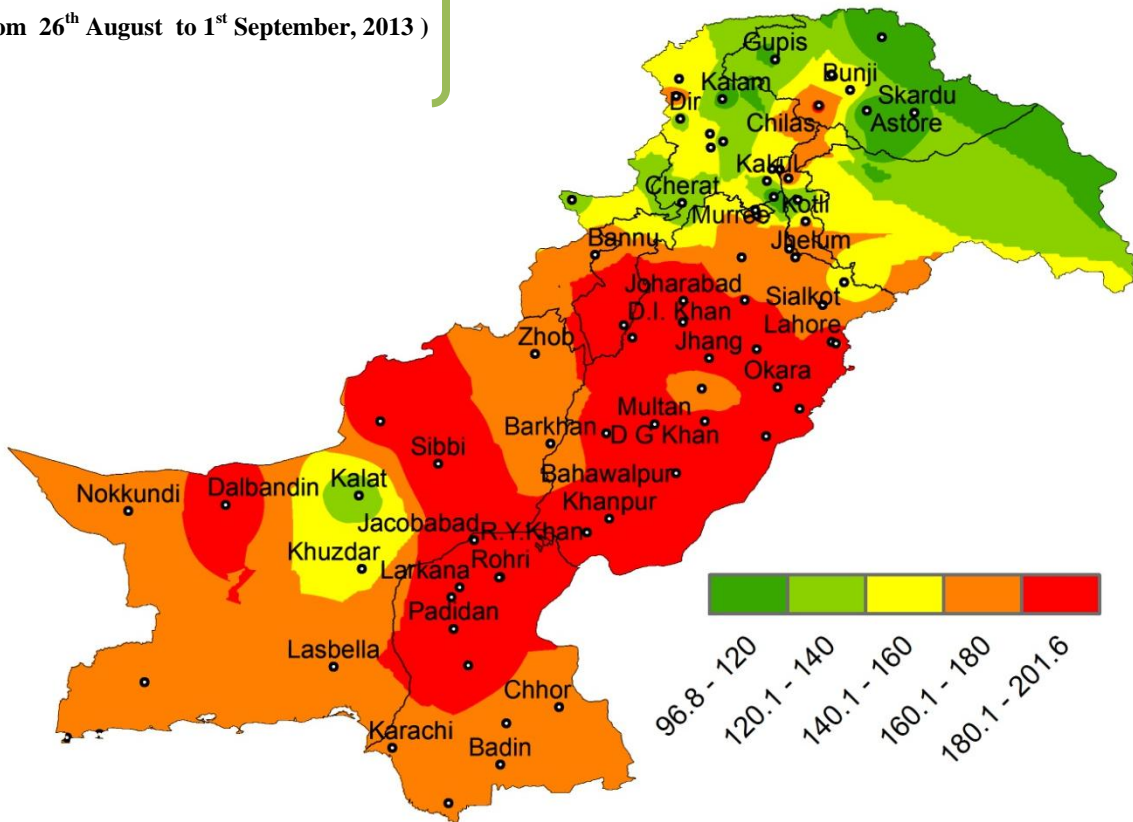 om 26th August to 1st September, 2013 )
Gupis
Bunji
Kalam
Skardu
Dir
Astore
Chilas
Kakul
Cherat
Kotli
Murree
Bannu
Jhelum
Joharabad
Sialkot
D.I. Khan
Lahore
Zhob
Jhang
Okara
Multan
Barkhan
D G Khan
Sibbi
Bahawalpur
Kalat
Nokkundi
Dalbandin
Khanpur
Jacobabad
R.Y.Khan
Khuzdar
Rohri
Larkana
Padidan
Lasbella
Chhor
Karachi
Badin
96.8 - 120
120.1 - 140
140.1 - 160
160.1 - 180
180.1 - 201.6